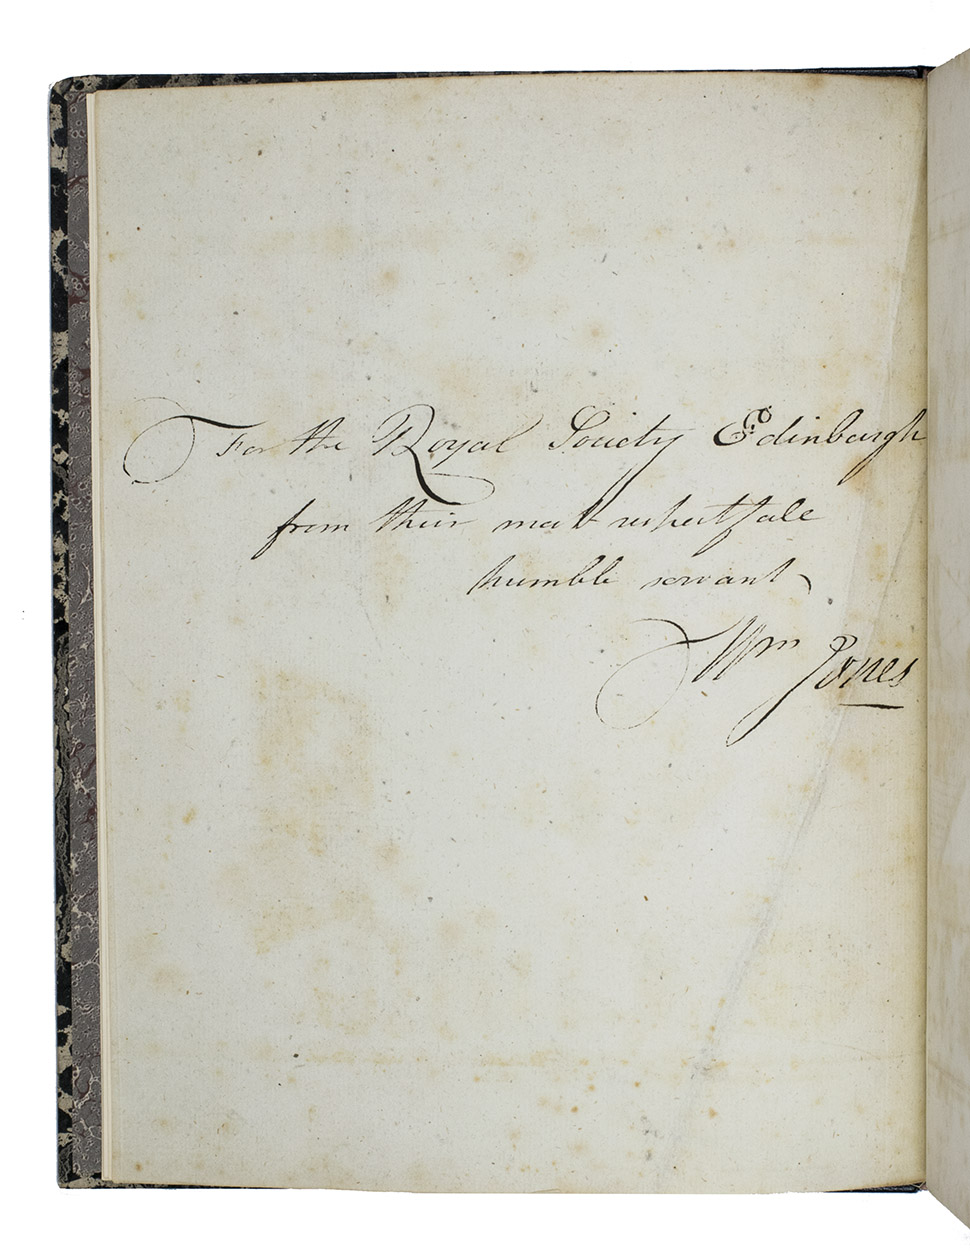 For the Royal Society Edinburgh
from their most respectfull
humble servant
Wm Jones